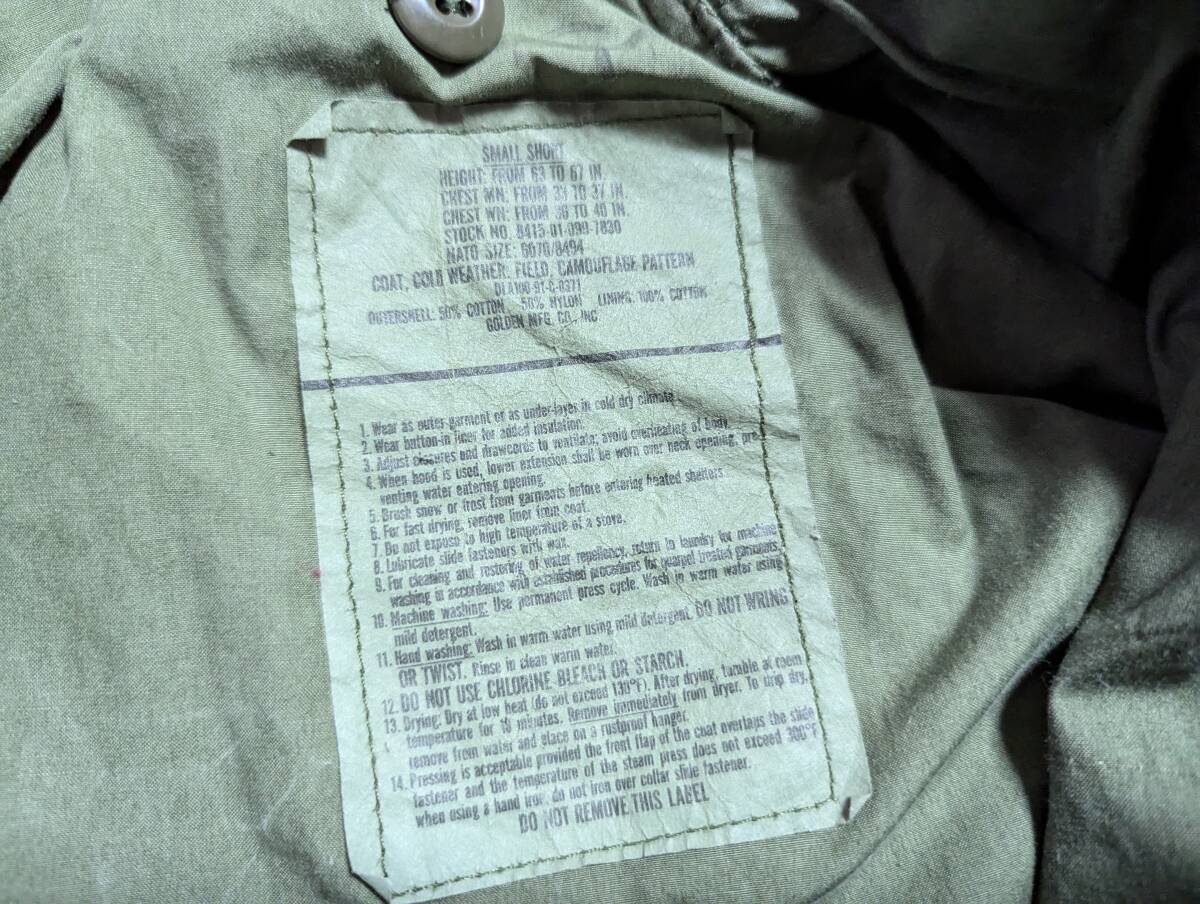 SMALL SHORT
HEIGHT: FROM 63 TO 67 IN.
CHEST MN: FROM 33 TO 37 IN.
CHEST WN: FROM 36 TO 40 IN.
STOCK NO. 8415-01-099-7830
NATO SIZE: 6070/8494
COAT, COLD WEATHER: FIELD, CAMOUFLAGE PATTERN
DLA100-91-C-0371
OUTERSHELL: 50% COTTON 50% NYLON LINING: 100% COTTON
GOLDEN MFG. CO., INC.
1. Wear as outer garment or as under-layer in cold dry climate.
2. Wear button-in liner for added insulation.
3. Adjust closures and drawcords to ventilate; avoid overheating of body.
4. When hood is used, lower extension shall be worn over neck opening, pre-
venting water entering opening.
5. Brush snow or frost from garments before entering heated shelters.
6. For fast drying, remove liner from coat.
7. Do not expose to high temperature of a stove.
8. Lubricate slide fasteners with wax.
9. For cleaning and restoring of water repellency, return to laundry for machine
washing in accordance with established procedures for quarpel treated garments.
10. Machine washing: Use permanent press cycle. Wash in warm water using
mild detergent.
11. Hand washing: Wash in warm water using mild detergent. DO NOT WRING
OR TWIST. Rinse in clean warm water.
12. DO NOT USE CHLORINE BLEACH OR STARCH.
13. Drying: Dry at low heat (do not exceed 130°F). After drying, tumble at room
temperature for 10 minutes. Remove immediately from dryer. To drip dry,
remove from water and place on a rustproof hanger.
14. Pressing is acceptable provided the front flap of the coat overlaps the slide
fastener and the temperature of the steam press does not exceed 300°F
when using a hand iron, do not iron over collar slide fastener.
DO NOT REMOVE THIS LABEL